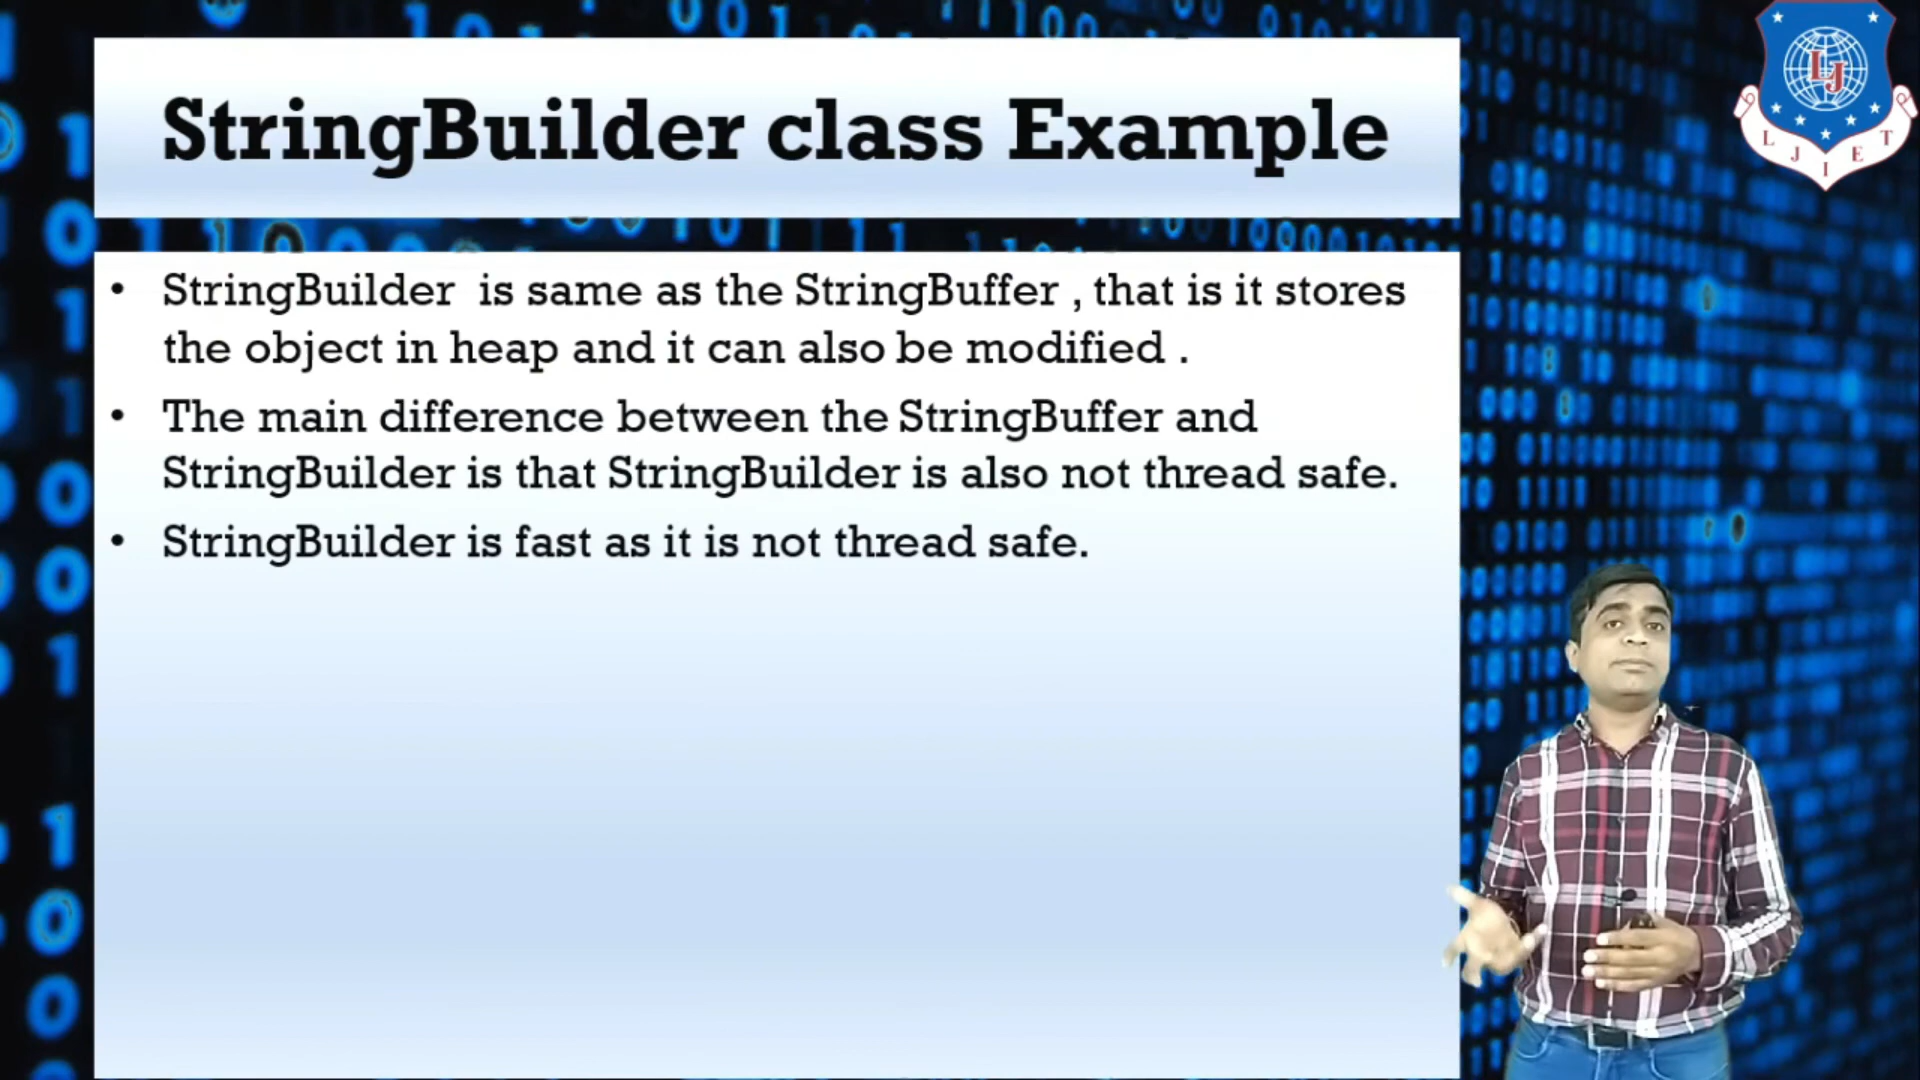 StringBuilder class Example
• StringBuilder is same as the StringBuffer , that is it stores
the object in heap and it can also be modified .
• The main difference between the StringBuffer and
StringBuilder is that StringBuilder is also not thread safe.
• StringBuilder is fast as it is not thread safe.
LJ
L J I E T